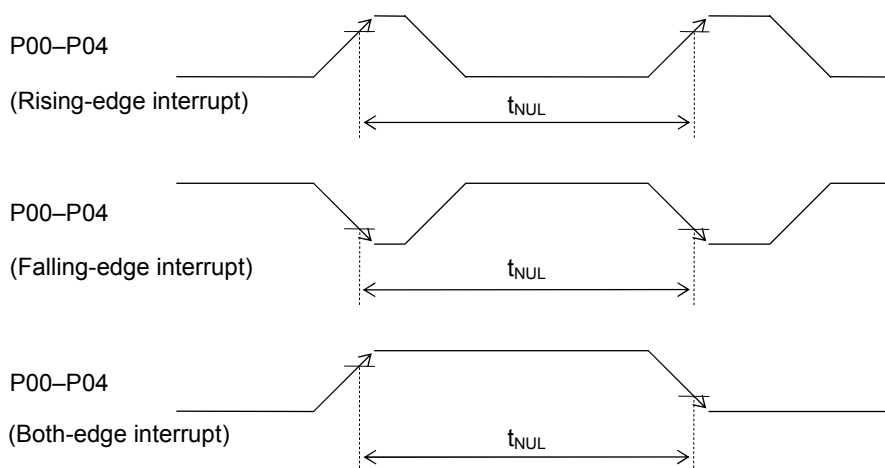 P00–P04
(Rising-edge interrupt)
tNUL
P00–P04
(Falling-edge interrupt)
tNUL
P00–P04
(Both-edge interrupt)
tNUL